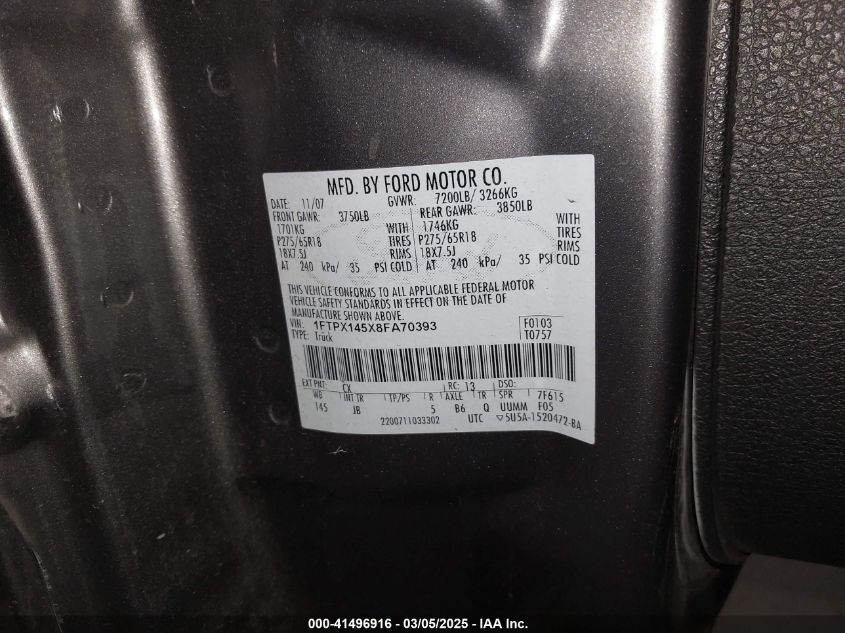 MFD. BY FORD MOTOR CO.
DATE: 11/07 GVWR: 7200LB/ 3266KG
FRONT GAWR: 3750LB REAR GAWR: 3850LB
1701KG WITH 1746KG WITH
P275/65R18 TIRES P275/65R18 TIRES
18X7.5J RIMS 18X7.5J RIMS
AT 240 kPa/ 35 PSI COLD AT 240 kPa/ 35 PSI COLD
THIS VEHICLE CONFORMS TO ALL APPLICABLE FEDERAL MOTOR
VEHICLE SAFETY STANDARDS IN EFFECT ON THE DATE OF
MANUFACTURE SHOWN ABOVE.
VIN: 1FTPX145X8FA70393 F0103
TYPE: Truck T0757
EXT PNT: CX RC: 13 DSO:
WB INT TR TP/PS R AXLE TR SPR 7F615
145 JB 5 B6 Q UUMM F05
2200711033302 UTC ▽5U5A-1520472-BA
000-41496916 - 03/05/2025 - IAA Inc.